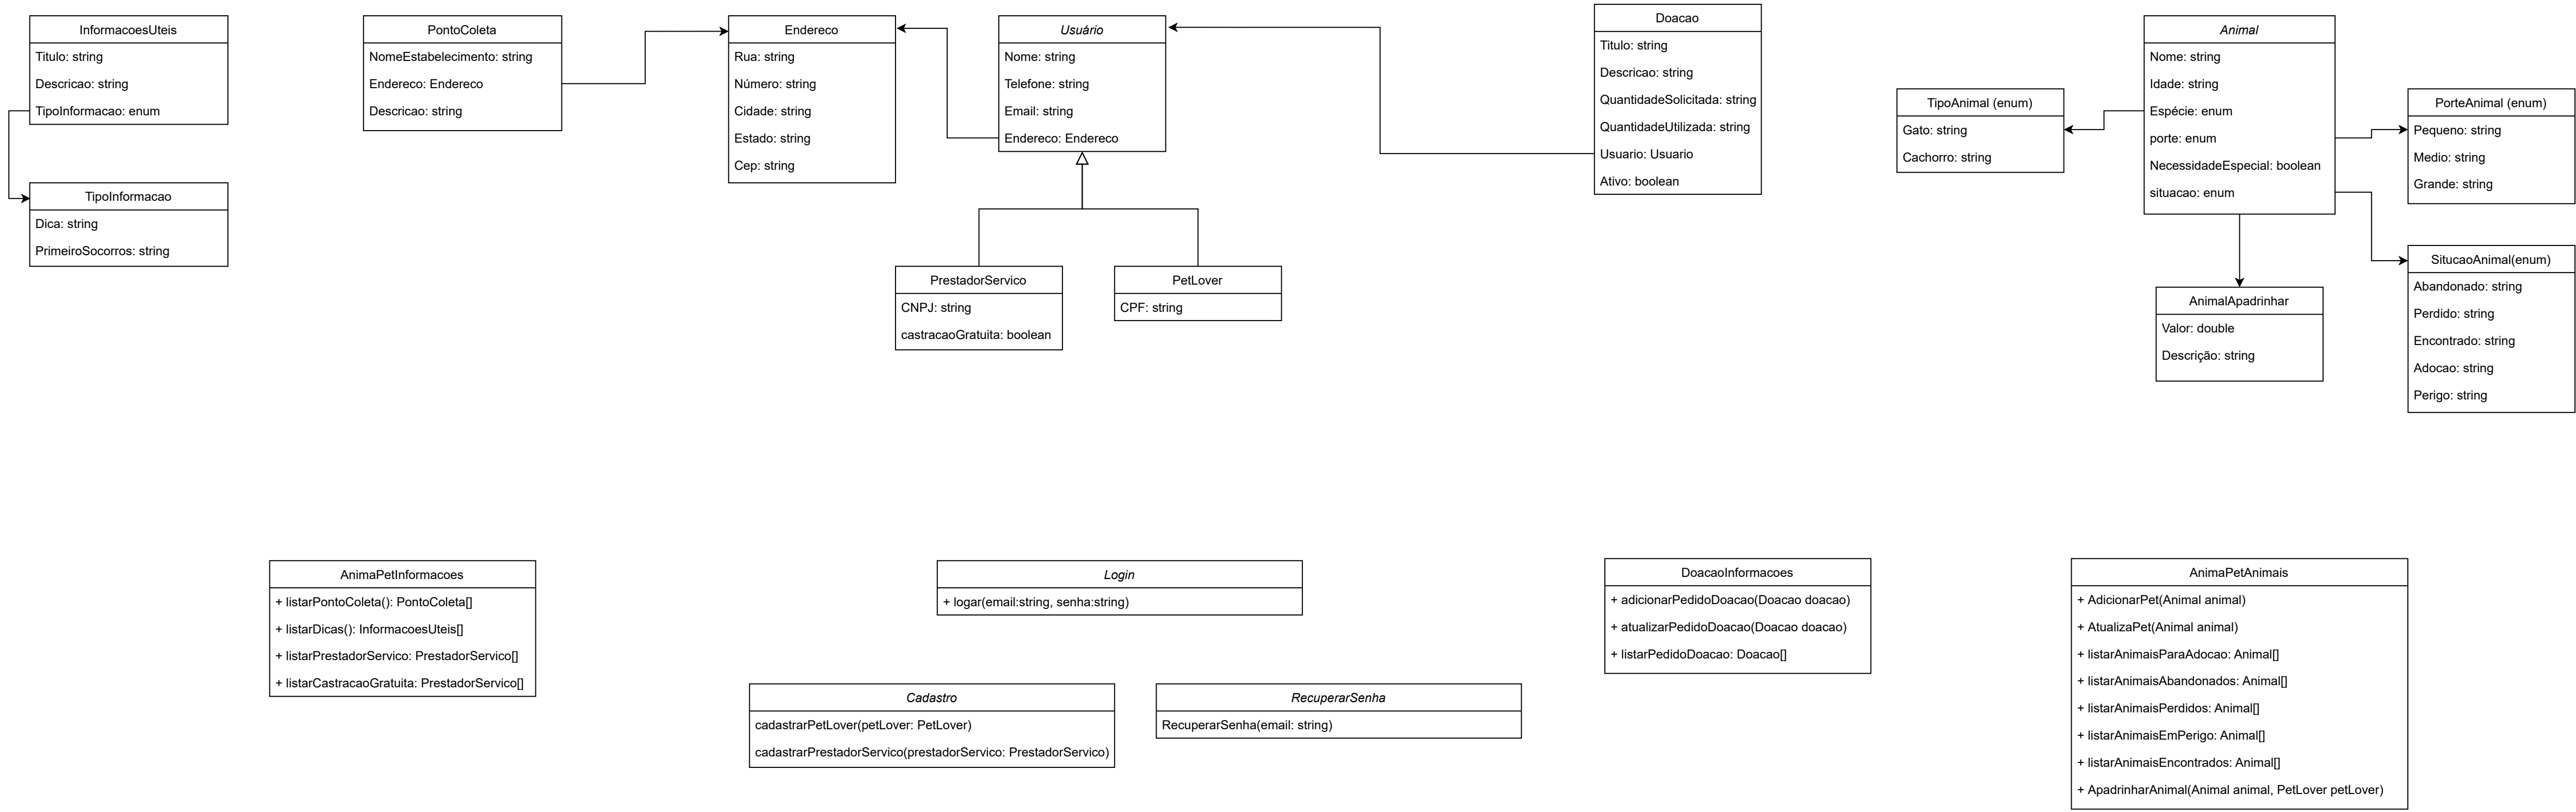 InformacoesUteis
Titulo: string
Descricao: string
TipoInformacao: enum
TipoInformacao
Dica: string
PrimeiroSocorros: string
PontoColeta
NomeEstabelecimento: string
Endereco: Endereco
Descricao: string
Endereco
Rua: string
Número: string
Cidade: string
Estado: string
Cep: string
Usuário
Nome: string
Telefone: string
Email: string
Endereco: Endereco
PrestadorServico
CNPJ: string
castracaoGratuita: boolean
PetLover
CPF: string
Doacao
Titulo: string
Descricao: string
QuantidadeSolicitada: string
QuantidadeUtilizada: string
Usuario: Usuario
Ativo: boolean
TipoAnimal (enum)
Gato: string
Cachorro: string
Animal
Nome: string
Idade: string
Espécie: enum
porte: enum
NecessidadeEspecial: boolean
situacao: enum
PorteAnimal (enum)
Pequeno: string
Medio: string
Grande: string
AnimalApadrinhar
Valor: double
Descrição: string
SitucaoAnimal(enum)
Abandonado: string
Perdido: string
Encontrado: string
Adocao: string
Perigo: string
AnimaPetInformacoes
+ listarPontoColeta(): PontoColeta[]
+ listarDicas(): InformacoesUteis[]
+ listarPrestadorServico: PrestadorServico[]
+ listarCastracaoGratuita: PrestadorServico[]
Login
+ logar(email:string, senha:string)
Cadastro
cadastrarPetLover(petLover: PetLover)
cadastrarPrestadorServico(prestadorServico: PrestadorServico)
RecuperarSenha
RecuperarSenha(email: string)
DoacaoInformacoes
+ adicionarPedidoDoacao(Doacao doacao)
+ atualizarPedidoDoacao(Doacao doacao)
+ listarPedidoDoacao: Doacao[]
AnimaPetAnimais
+ AdicionarPet(Animal animal)
+ AtualizaPet(Animal animal)
+ listarAnimaisParaAdocao: Animal[]
+ listarAnimaisAbandonados: Animal[]
+ listarAnimaisPerdidos: Animal[]
+ listarAnimaisEmPerigo: Animal[]
+ listarAnimaisEncontrados: Animal[]
+ ApadrinharAnimal(Animal animal, PetLover petLover)